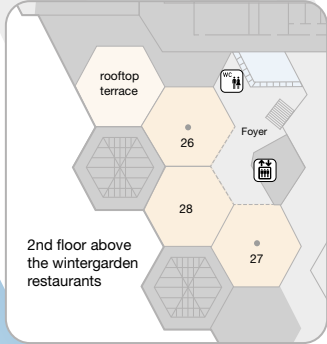 WC
rooftop
terrace
26
Foyer
28
27
2nd floor above
the wintergarden
restaurants